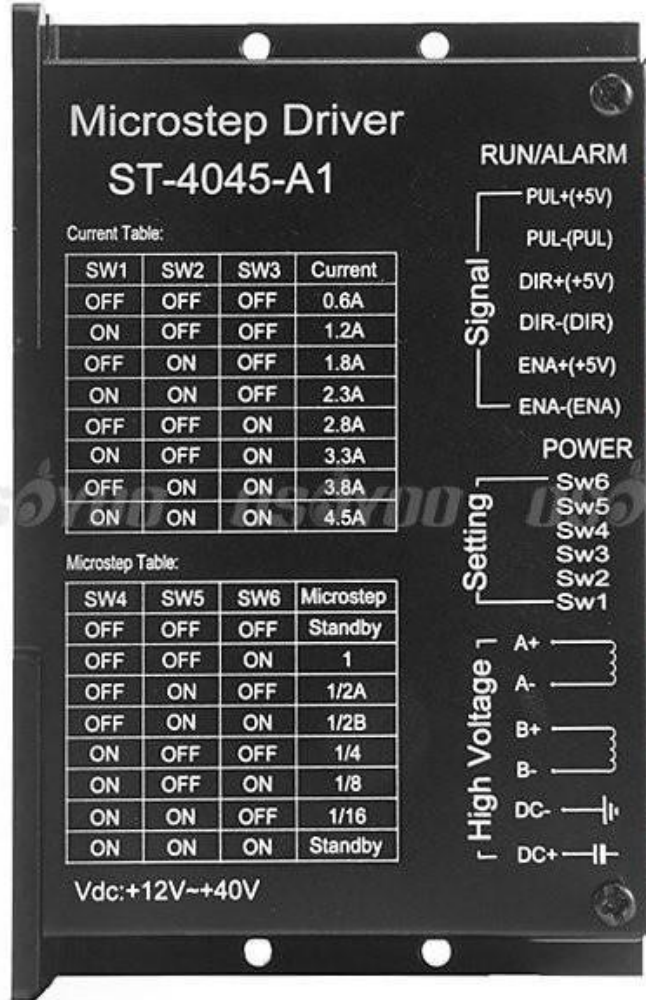 Microstep Driver
ST-4045-A1
Current Table:
SW1 SW2 SW3 Current
OFF OFF OFF 0.6A
ON OFF OFF 1.2A
OFF ON OFF 1.8A
ON ON OFF 2.3A
OFF OFF ON 2.8A
ON OFF ON 3.3A
OFF ON ON 3.8A
ON ON ON 4.5A
Microstep Table:
SW4 SW5 SW6 Microstep
OFF OFF OFF Standby
OFF OFF ON 1
OFF ON OFF 1/2A
OFF ON ON 1/2B
ON OFF OFF 1/4
ON OFF ON 1/8
ON ON OFF 1/16
ON ON ON Standby
Vdc:+12V~+40V
RUN/ALARM
Signal
PUL+(+5V)
PUL-(PUL)
DIR+(+5V)
DIR-(DIR)
ENA+(+5V)
ENA-(ENA)
POWER
Setting
Sw6
Sw5
Sw4
Sw3
Sw2
Sw1
High Voltage
A+
A-
B+
B-
DC-
DC+